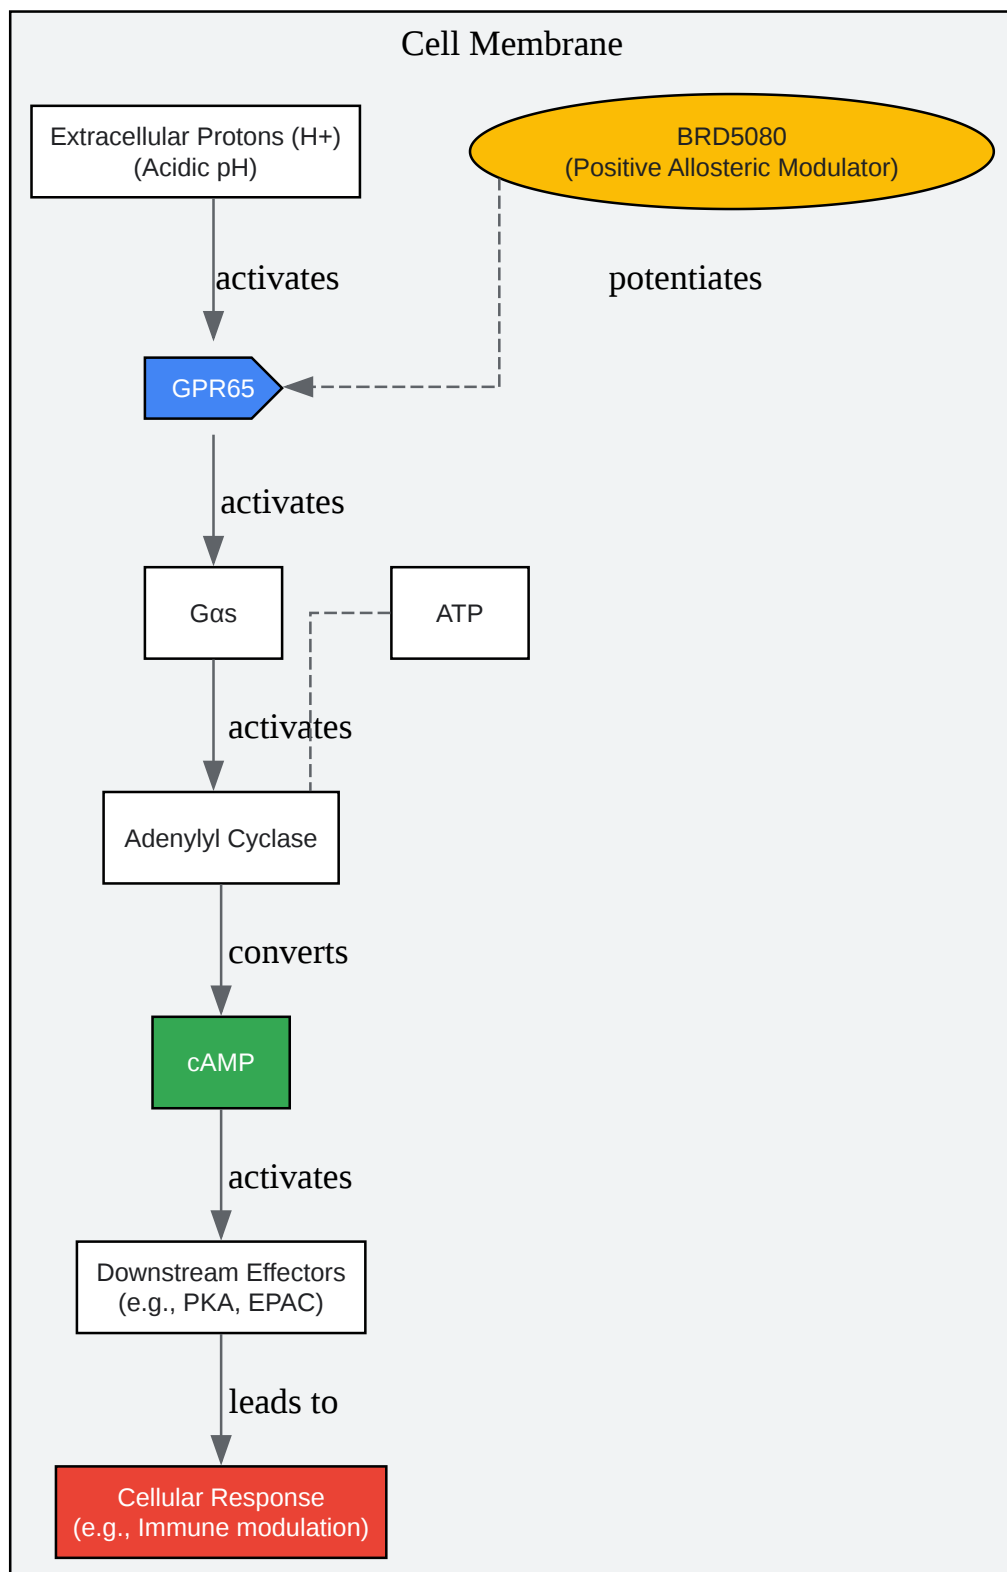 Cell Membrane
Extracellular Protons (H+)
(Acidic pH)
BRD5080
(Positive Allosteric Modulator)
activates
potentiates
GPR65
activates
Gαs
ATP
activates
Adenylyl Cyclase
converts
cAMP
activates
Downstream Effectors
(e.g., PKA, EPAC)
leads to
Cellular Response
(e.g., Immune modulation)